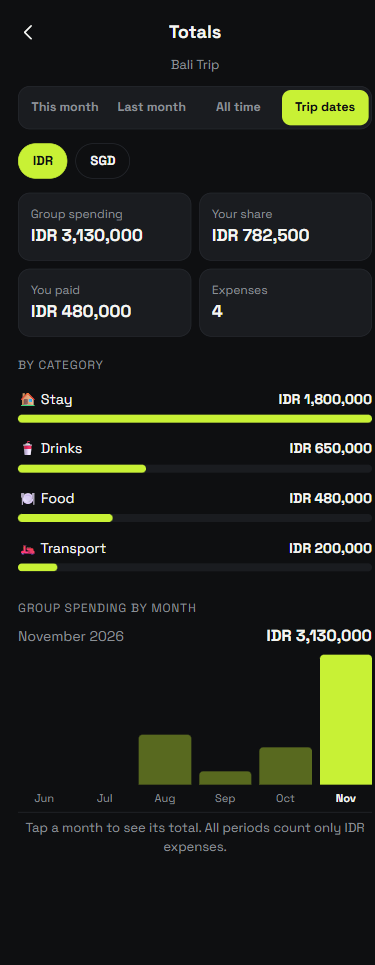 Totals
Bali Trip
This month Last month All time Trip dates
IDR SGD
Group spending Your share
IDR 3,130,000 IDR 782,500
You paid Expenses
IDR 480,000 4
BY CATEGORY
Stay IDR 1,800,000
Drinks IDR 650,000
Food IDR 480,000
Transport IDR 200,000
GROUP SPENDING BY MONTH
November 2026 IDR 3,130,000
Jun Jul Aug Sep Oct Nov
Tap a month to see its total. All periods count only IDR
expenses.